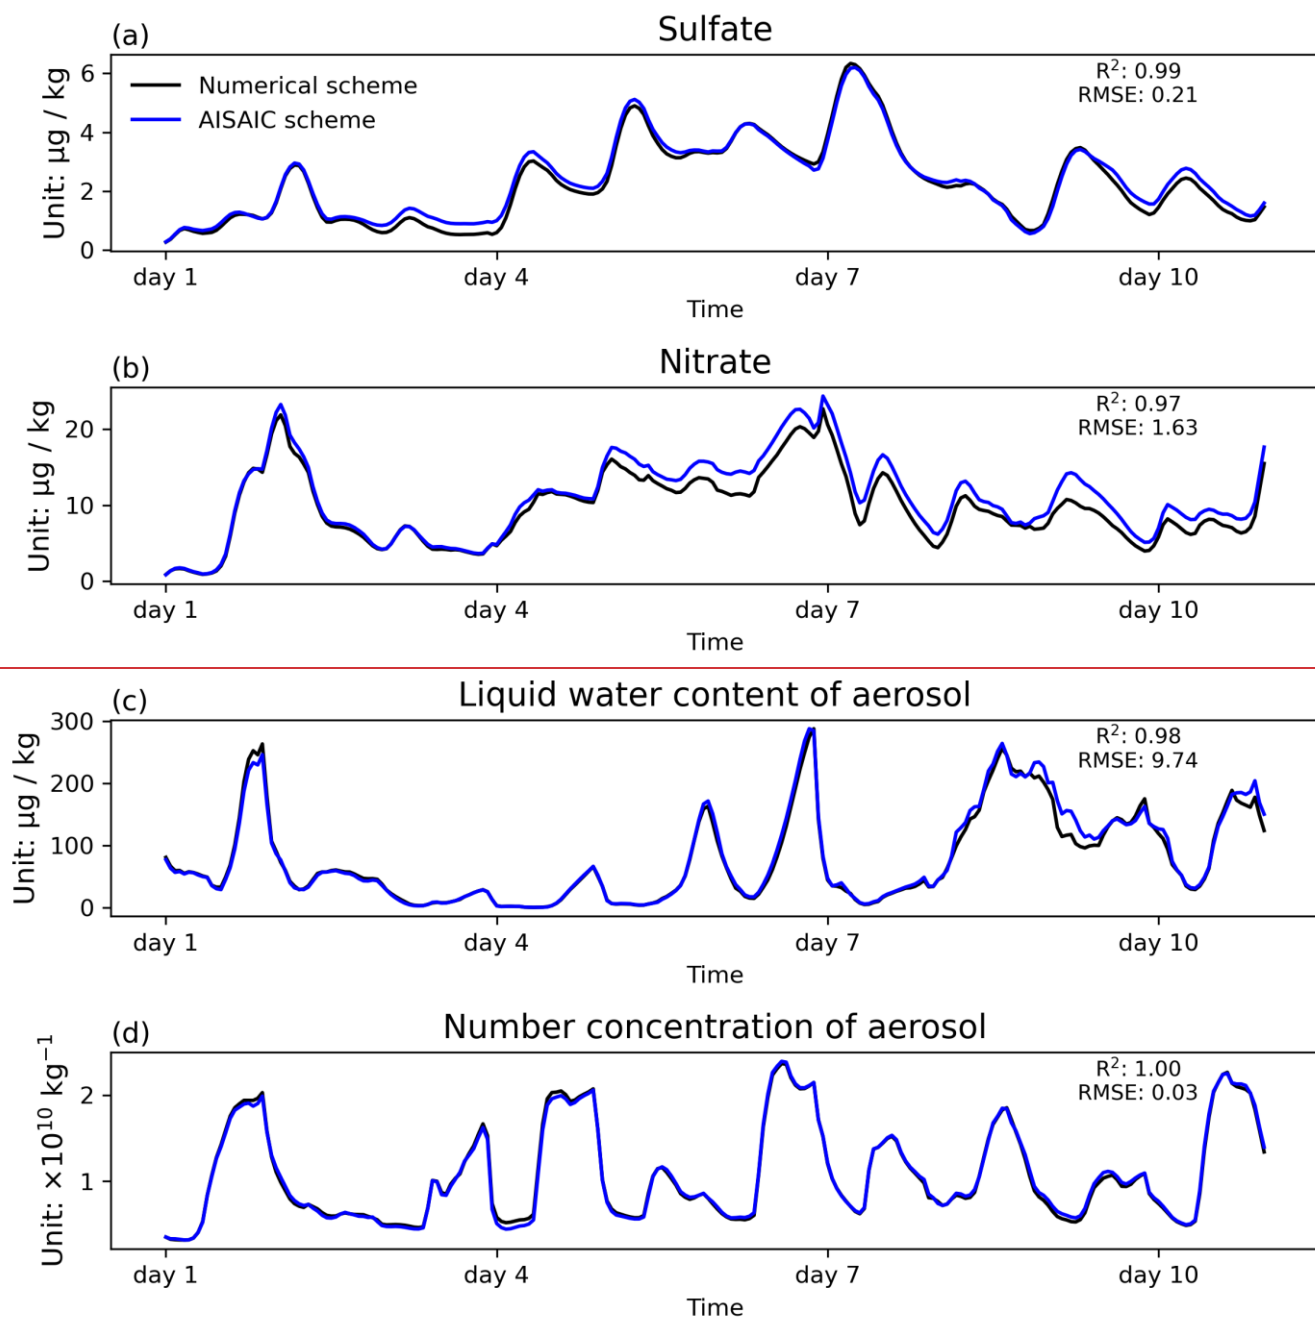 (a)
Sulfate
Unit: μg / kg
6
4
2
0
Numerical scheme
AISAIC scheme
R²: 0.99
RMSE: 0.21
day 1
day 4
day 7
day 10
Time
(b)
Nitrate
Unit: μg / kg
20
10
0
R²: 0.97
RMSE: 1.63
day 1
day 4
day 7
day 10
Time
(c)
Liquid water content of aerosol
Unit: μg / kg
300
200
100
0
R²: 0.98
RMSE: 9.74
day 1
day 4
day 7
day 10
Time
(d)
Number concentration of aerosol
Unit: ×10¹⁰ kg⁻¹
2
1
R²: 1.00
RMSE: 0.03
day 1
day 4
day 7
day 10
Time